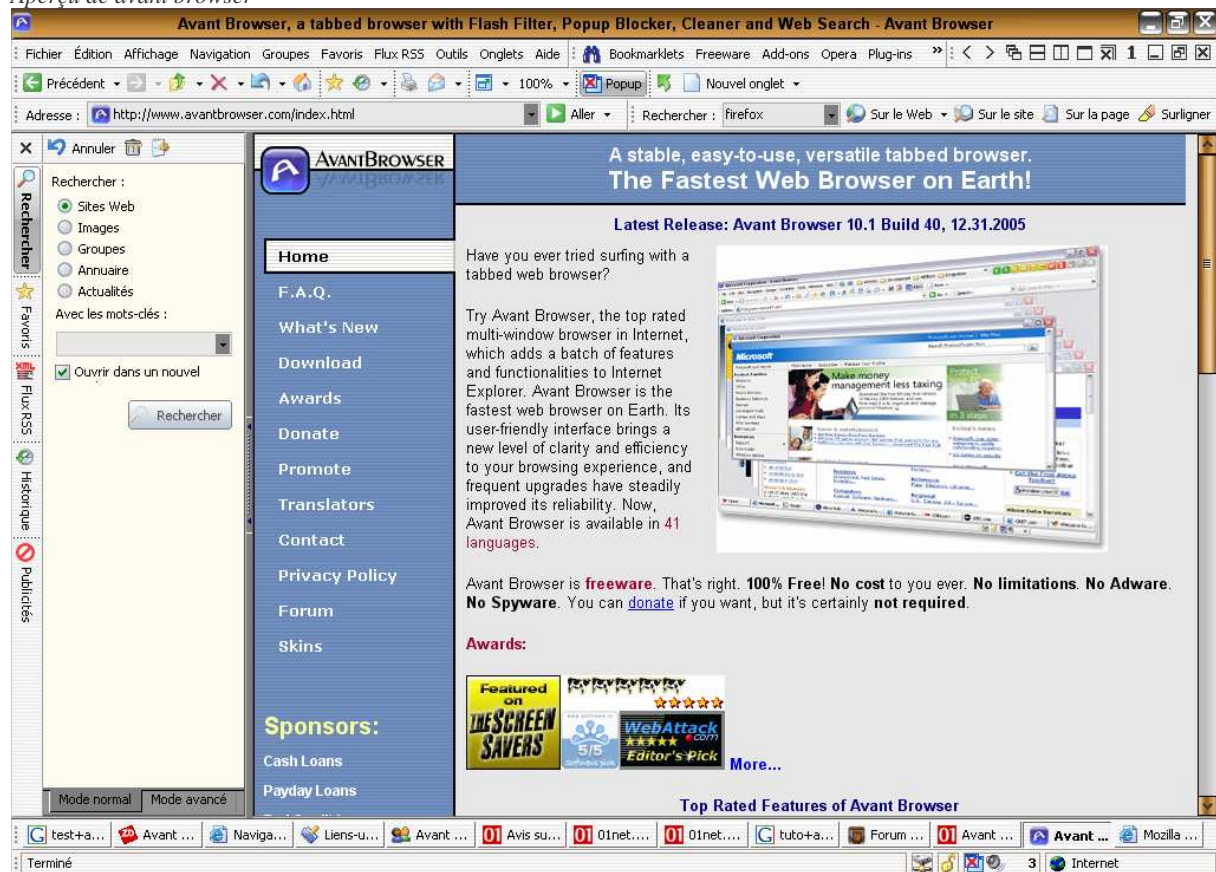 Aperçu de avant browser
Avant Browser, a tabbed browser with Flash Filter, Popup Blocker, Cleaner and Web Search - Avant Browser
Fichier Édition Affichage Navigation Groupes Favoris Flux RSS Outils Onglets Aide Bookmarklets Freeware Add-ons Opera Plug-ins » 1
Précédent 100% Popup Nouvel onglet
Adresse : http://www.avantbrowser.com/index.html Aller Rechercher : firefox Sur le Web Sur le site Sur la page Surligner
Annuler
Rechercher
Favoris
Flux RSS
Historique
Publicités
Rechercher :
Sites Web
Images
Groupes
Annuaire
Actualités
Avec les mots-clés :
Ouvrir dans un nouvel
Rechercher
Mode normal Mode avancé
AVANTBROWSER
Home
F.A.Q.
What's New
Download
Awards
Donate
Promote
Translators
Contact
Privacy Policy
Forum
Skins
Sponsors:
Cash Loans
Payday Loans
A stable, easy-to-use, versatile tabbed browser.
The Fastest Web Browser on Earth!
Latest Release: Avant Browser 10.1 Build 40, 12.31.2005
Have you ever tried surfing with a
tabbed web browser?
Try Avant Browser, the top rated
multi-window browser in Internet,
which adds a batch of features
and functionalities to Internet
Explorer. Avant Browser is the
fastest web browser on Earth. Its
user-friendly interface brings a
new level of clarity and efficiency
to your browsing experience, and
frequent upgrades have steadily
improved its reliability. Now,
Avant Browser is available in 41
languages.
Microsoft
Make money
management less taxing
Protect
in 3 steps
Avant Browser is freeware. That's right. 100% Free! No cost to you ever. No limitations. No Adware.
No Spyware. You can donate if you want, but it's certainly not required.
Awards:
Featured
on
THE SCREEN
SAVERS
5/5
WebAttack
.com
Editor's Pick
More...
Top Rated Features of Avant Browser
test+a... Avant ... Naviga... Liens-u... Avant ... Avis su... 01net.... 01net.... tuto+a... Forum ... Avant ... Avant ... Mozilla ...
Terminé 3 Internet